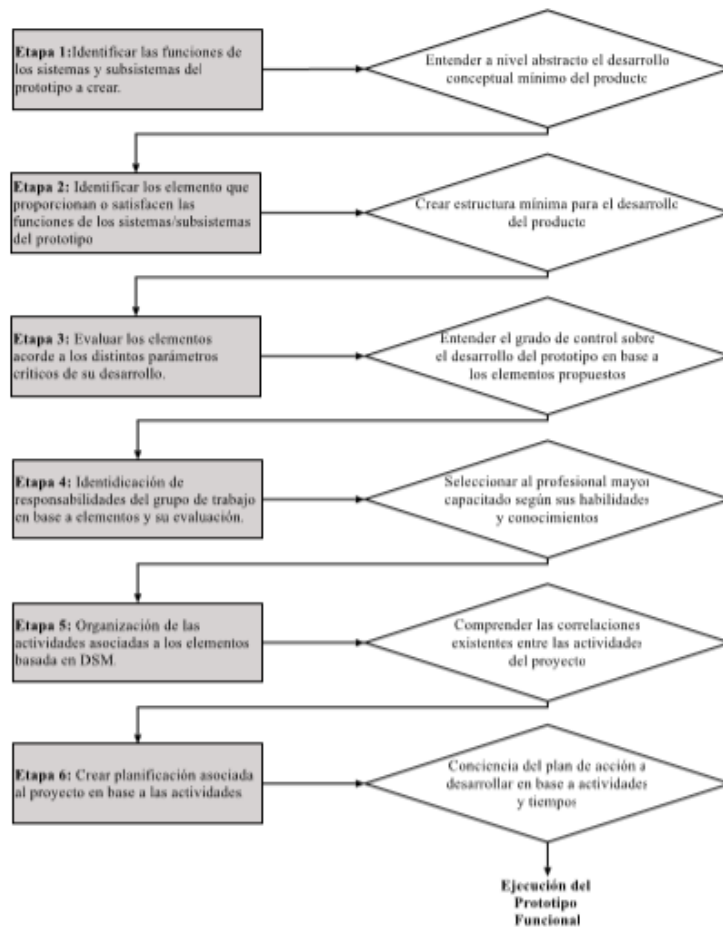 Etapa 1:Identificar las funciones de
los sistemas y subsistemas del
prototipo a crear.
Entender a nivel abstracto el desarrollo
conceptual mínimo del producte
Etapa 2: Identificar los elemento que
proporcionan o satisfacen las
funciones de los sistemas/subsistemas
del prototipo
Crear estructura mínima para el desarrolle
del producte
Etapa 3: Evaluar los elementos
acorde a los distintos parámetros
críticos de su desarrollo.
Entender el grado de control sobre
el desarrollo del prototipo en base a
los elementos propuestos
Etapa 4: Identidicación de
responsabilidades del grupo de trabajo
en base a elementos y su evaluación.
Seleccionar al profesional mayor
capacitado según sus habilidades
y conocimientos
Etapa 5: Organización de las
actividades asociadas a los elementos
basada en DSM.
Comprender las correlaciones
existentes entre las actividades
del proyecto
Etapa 6: Crear planificación asociada
al proyecto en base a las actividades
Conciencia del plan de acción a
desarrollar en base a actividades
y tiempos
Ejecución del
Prototipo
Funcional